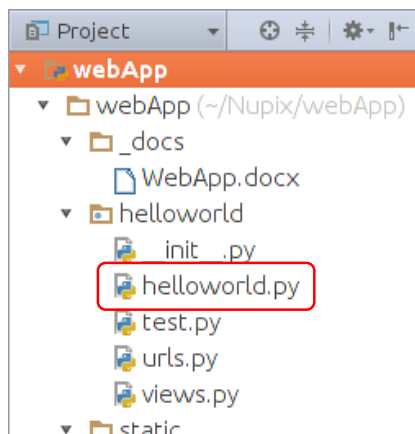 Project
webApp
webApp (~/Nupix/webApp)
_docs
WebApp.docx
helloworld
__init__.py
helloworld.py
test.py
urls.py
views.py
static